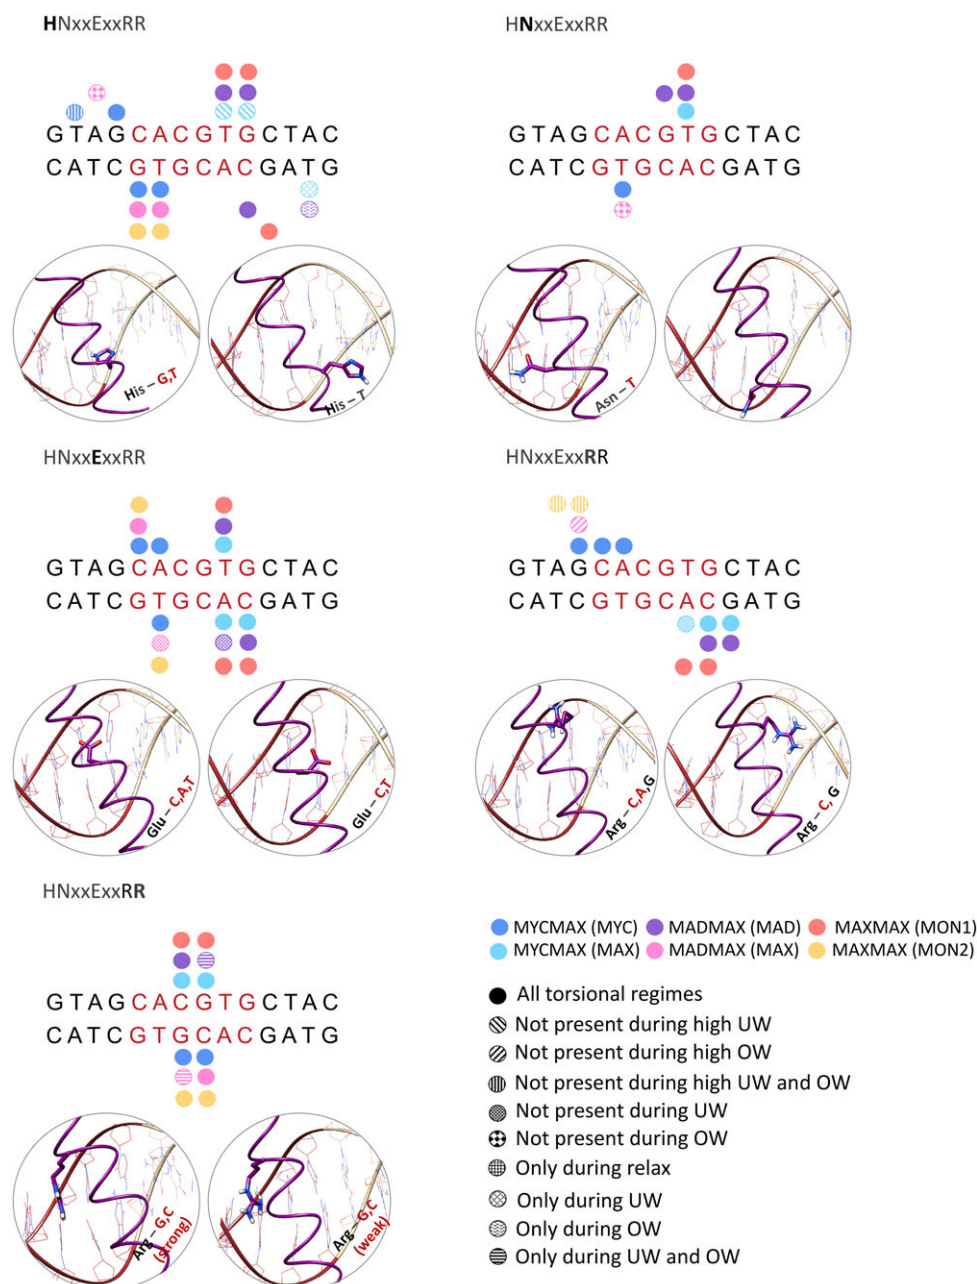 HNxxExxRR
GTAGCACGTGCTAC
CATCGTGCACGATG
His – G,T
His – T
HNxxExxRR
GTAGCACGTGCTAC
CATCGTGCACGATG
Asn – T
HNxxExxRR
GTAGCACGTGCTAC
CATCGTGCACGATG
Glu – C,A,T
Glu – C,T
HNxxExxRR
GTAGCACGTGCTAC
CATCGTGCACGATG
Arg – C,A,G
Arg – C, G
HNxxExxRR
GTAGCACGTGCTAC
CATCGTGCACGATG
Arg – G,C
(strong)
Arg – G,C
(weak)
MYCMAX (MYC) MADMAX (MAD) MAXMAX (MON1)
MYCMAX (MAX) MADMAX (MAX) MAXMAX (MON2)
All torsional regimes
Not present during high UW
Not present during high OW
Not present during high UW and OW
Not present during UW
Not present during OW
Only during relax
Only during UW
Only during OW
Only during UW and OW